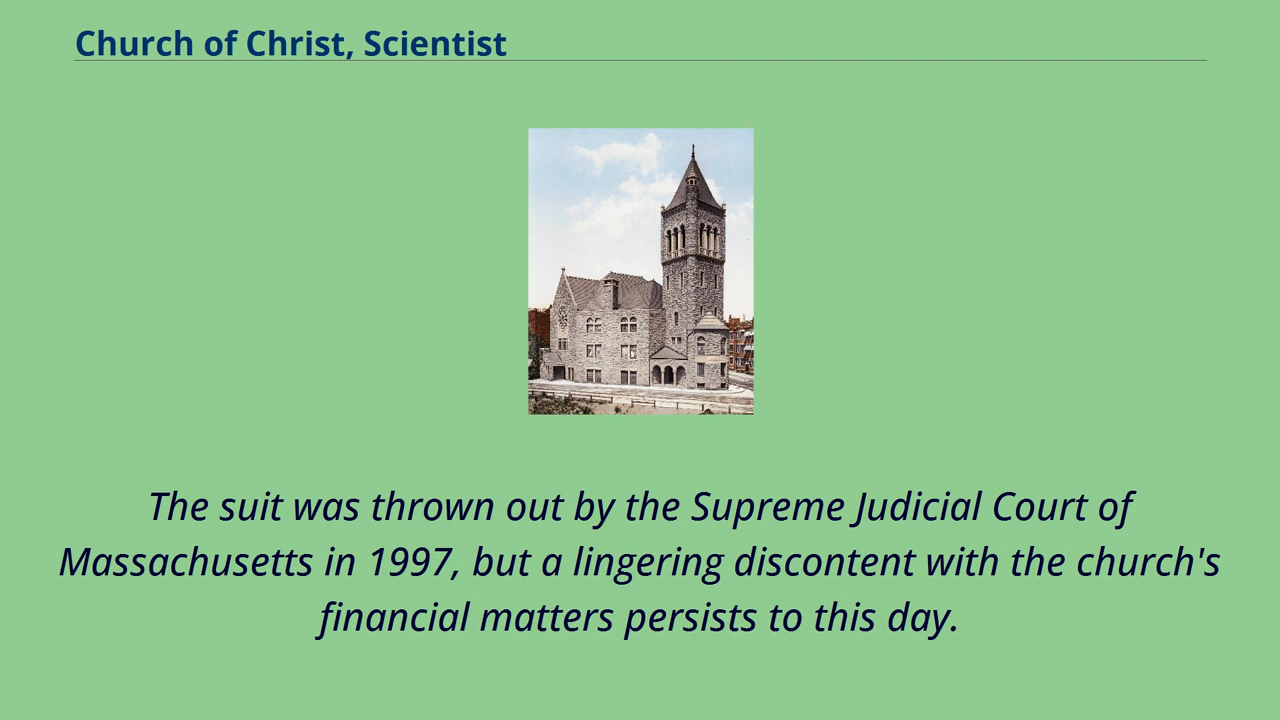 Church of Christ, Scientist
The suit was thrown out by the Supreme Judicial Court of
Massachusetts in 1997, but a lingering discontent with the church's
financial matters persists to this day.